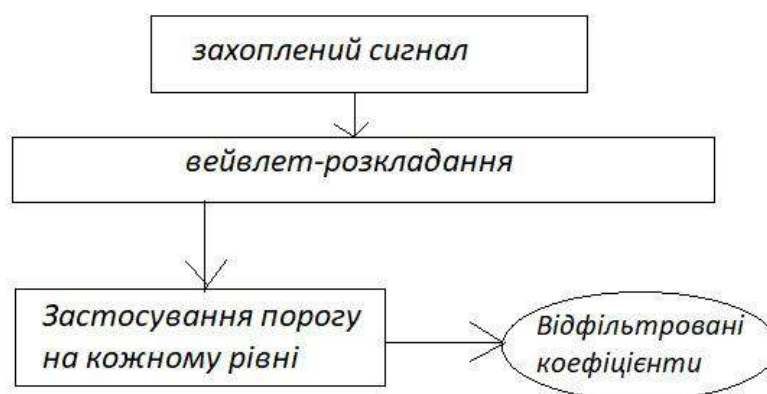 захоплений сигнал
вейвлет-розкладання
Застосування порогу
на кожному рівні
Відфільтровані
коефіцієнти